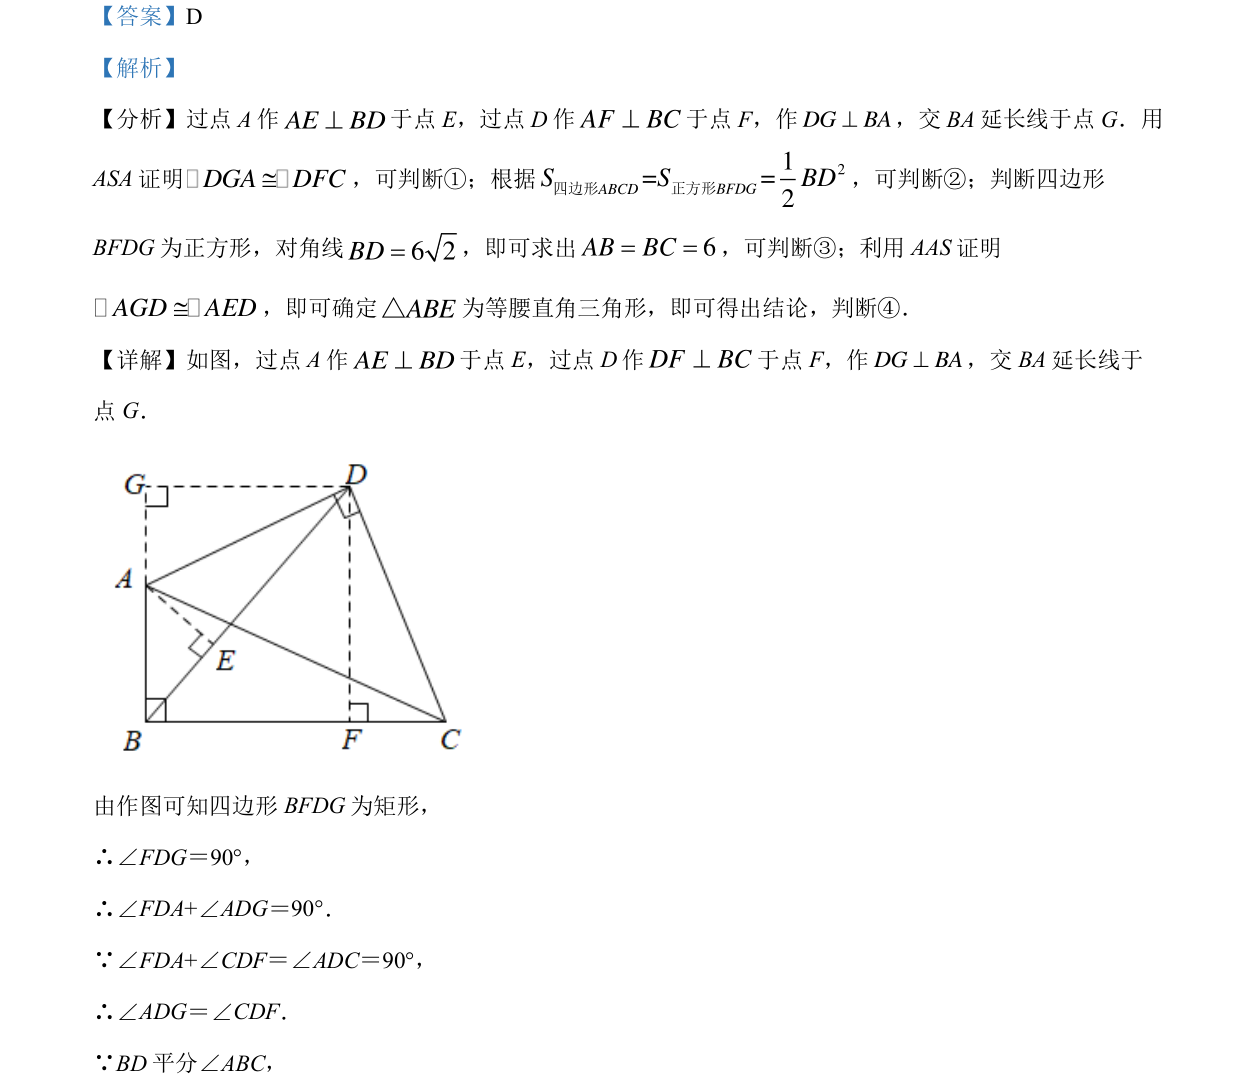 【答案】D
【解析】
【分析】过点 A 作 AE ⊥ BD 于点 E，过点 D 作 AF ⊥ BC 于点 F，作 DG ⊥ BA，交 BA 延长线于点 G．用
ASA 证明□DGA ≌□DFC，可判断①；根据 S四边形ABCD=S正方形BFDG=1/2 BD²，可判断②；判断四边形
BFDG 为正方形，对角线 BD = 6√2，即可求出 AB = BC = 6，可判断③；利用 AAS 证明
□AGD ≌□AED，即可确定△ABE 为等腰直角三角形，即可得出结论，判断④．
【详解】如图，过点 A 作 AE ⊥ BD 于点 E，过点 D 作 DF ⊥ BC 于点 F，作 DG ⊥ BA，交 BA 延长线于
点 G．
G D
A
E
B F C
由作图可知四边形 BFDG 为矩形，
∴∠FDG＝90°，
∴∠FDA+∠ADG＝90°．
∵∠FDA+∠CDF＝∠ADC＝90°，
∴∠ADG＝∠CDF．
∵BD 平分∠ABC，